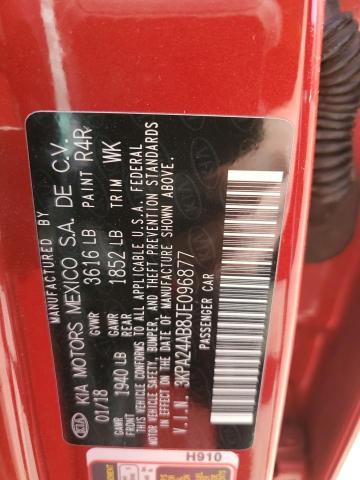 MANUFACTURED BY
KIA KIA MOTORS MEXICO S.A. DE C.V.
01/18 GVWR 3616 LB PAINT R4R
GAWR FRONT 1940 LB GAWR REAR 1852 LB TRIM WK
THIS VEHICLE CONFORMS TO ALL APPLICABLE U.S.A. FEDERAL
MOTOR VEHICLE SAFETY, BUMPER, AND THEFT PREVENTION STANDARDS
IN EFFECT ON THE DATE OF MANUFACTURE SHOWN ABOVE.
V.I.N. 3KPA24AB8JE096877
PASSENGER CAR
H910